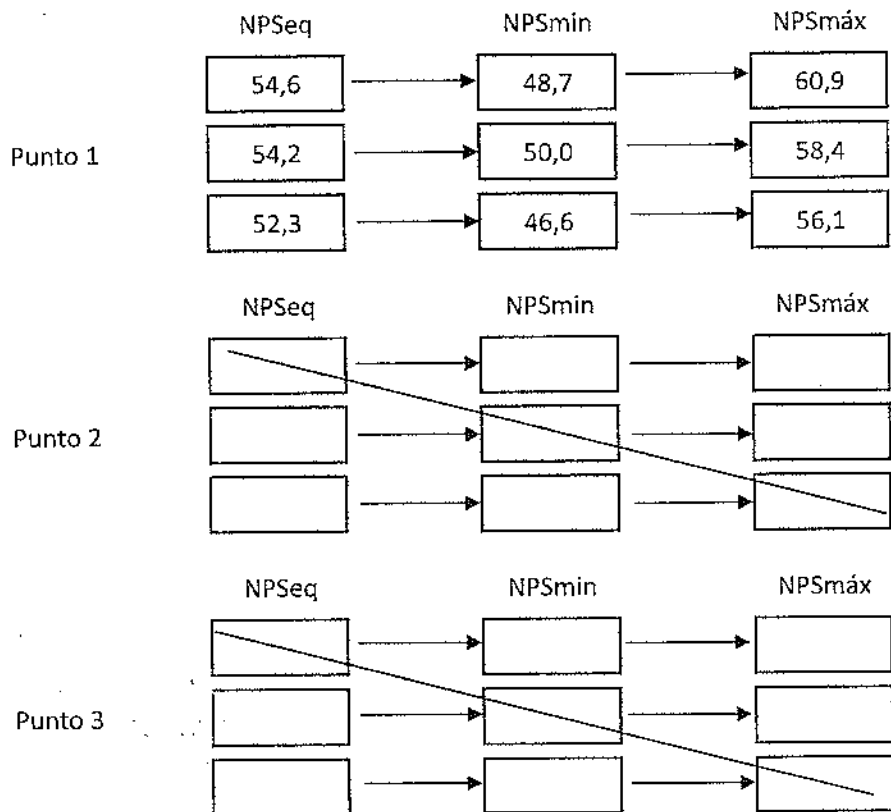 NPSeq NPSmin NPSmáx
54,6 48,7 60,9
Punto 1 54,2 50,0 58,4
52,3 46,6 56,1
NPSeq NPSmin NPSmáx
Punto 2
NPSeq NPSmin NPSmáx
Punto 3